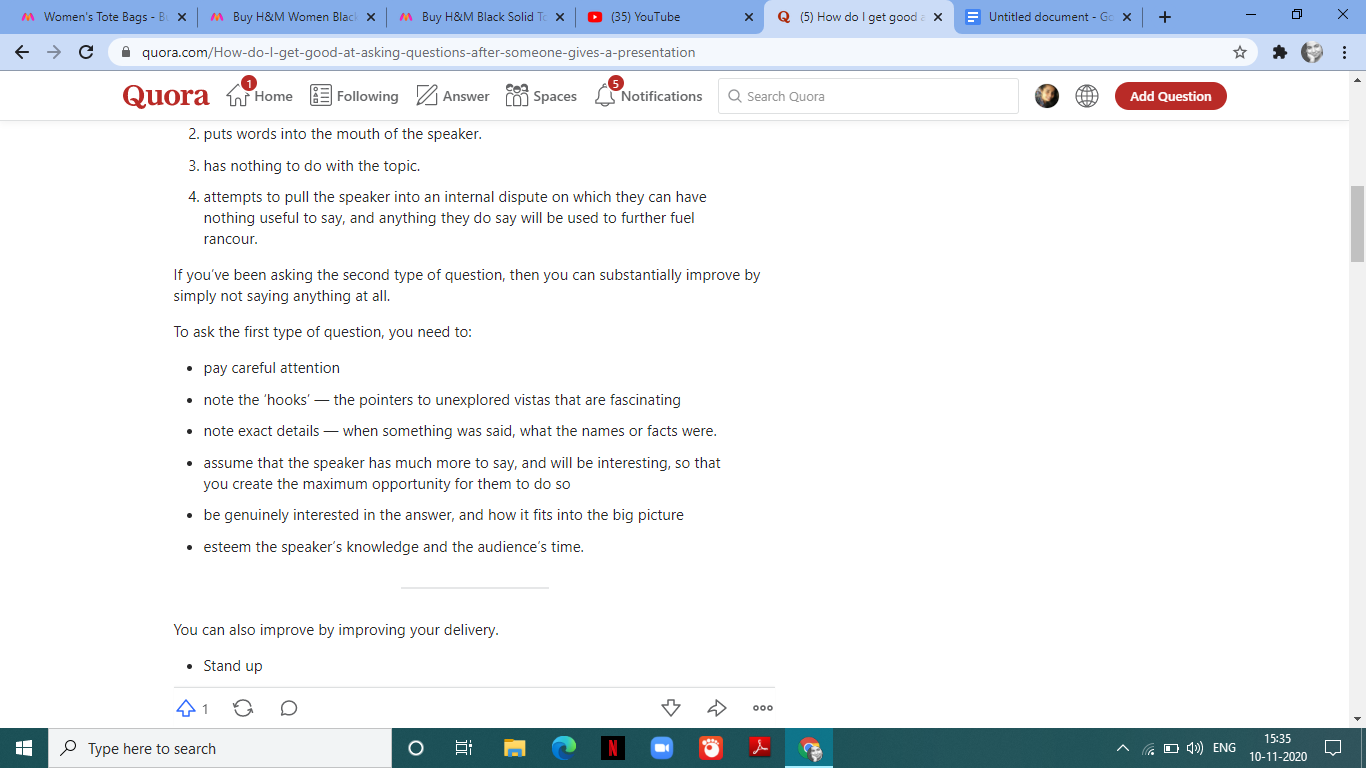 Women's Tote Bags - B
Buy H&M Women Blac
Buy H&M Black Solid T
(35) YouTube
(5) How do I get good a
Untitled document - Go
quora.com/How-do-I-get-good-at-asking-questions-after-someone-gives-a-presentation
Quora
1
Home
Following
Answer
Spaces
5
Notifications
Search Quora
Add Question
2. puts words into the mouth of the speaker.
3. has nothing to do with the topic.
4. attempts to pull the speaker into an internal dispute on which they can have
nothing useful to say, and anything they do say will be used to further fuel
rancour.
If you’ve been asking the second type of question, then you can substantially improve by
simply not saying anything at all.
To ask the first type of question, you need to:
• pay careful attention
• note the ‘hooks’ — the pointers to unexplored vistas that are fascinating
• note exact details — when something was said, what the names or facts were.
• assume that the speaker has much more to say, and will be interesting, so that
you create the maximum opportunity for them to do so
• be genuinely interested in the answer, and how it fits into the big picture
• esteem the speaker’s knowledge and the audience’s time.
You can also improve by improving your delivery.
• Stand up
1
Type here to search
N
ENG
15:35
10-11-2020